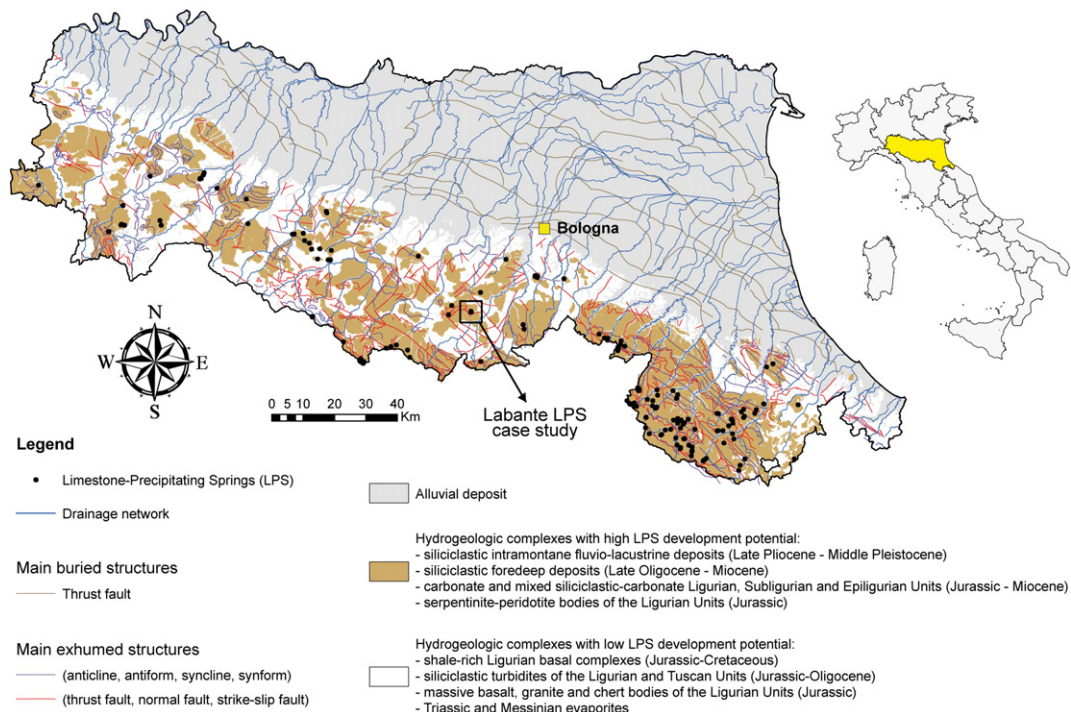 Bologna
N
W E
S
0 5 10 20 30 40
Km
Labante LPS
case study
Legend
Limestone-Precipitating Springs (LPS)
Drainage network
Main buried structures
Thrust fault
Main exhumed structures
(anticline, antiform, syncline, synform)
(thrust fault, normal fault, strike-slip fault)
Alluvial deposit
Hydrogeologic complexes with high LPS development potential:
- siliciclastic intramontane fluvio-lacustrine deposits (Late Pliocene - Middle Pleistocene)
- siliciclastic foredeep deposits (Late Oligocene - Miocene)
- carbonate and mixed siliciclastic-carbonate Ligurian, Subligurian and Epiligurian Units (Jurassic - Miocene)
- serpentinite-peridotite bodies of the Ligurian Units (Jurassic)
Hydrogeologic complexes with low LPS development potential:
- shale-rich Ligurian basal complexes (Jurassic-Cretaceous)
- siliciclastic turbidites of the Ligurian and Tuscan Units (Jurassic-Oligocene)
- massive basalt, granite and chert bodies of the Ligurian Units (Jurassic)
- Triassic and Messinian evaporites